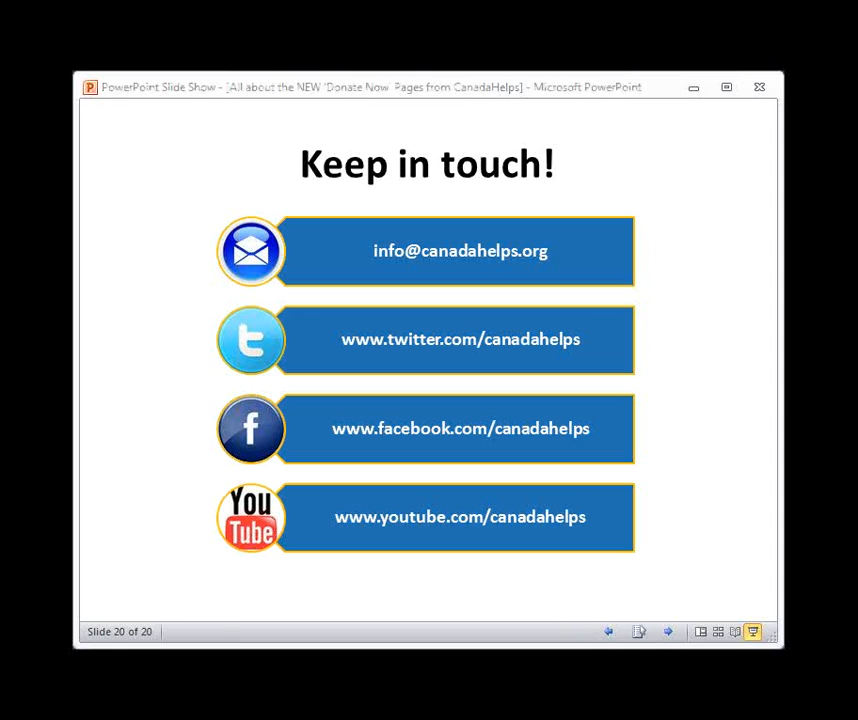 PowerPoint Slide Show - [All about the NEW 'Donate Now' Pages from CanadaHelps] - Microsoft PowerPoint
Keep in touch!
info@canadahelps.org
www.twitter.com/canadahelps
www.facebook.com/canadahelps
You
Tube
www.youtube.com/canadahelps
Slide 20 of 20